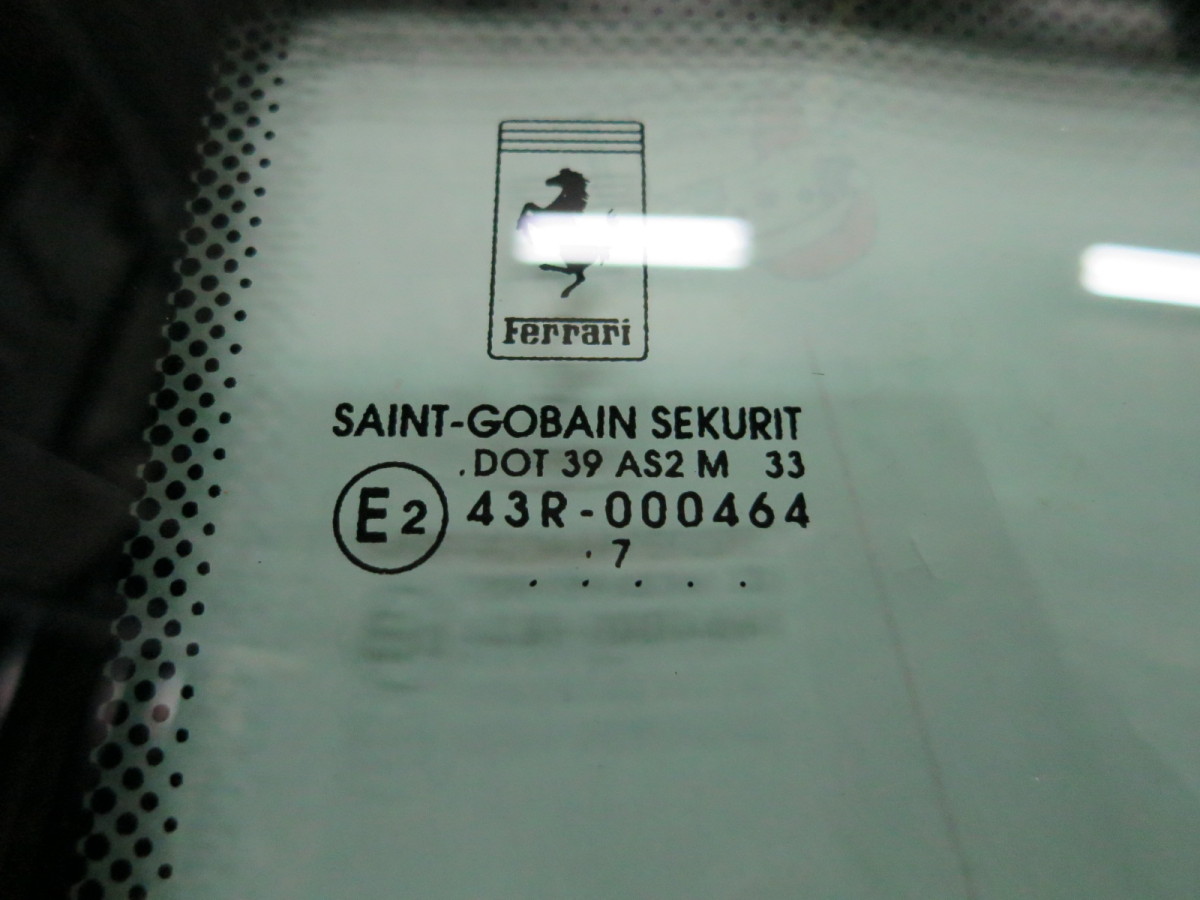 Ferrari
SAINT-GOBAIN SEKURIT
.DOT 39 AS2 M 33
E2 43R-000464
. 7
. . . . .